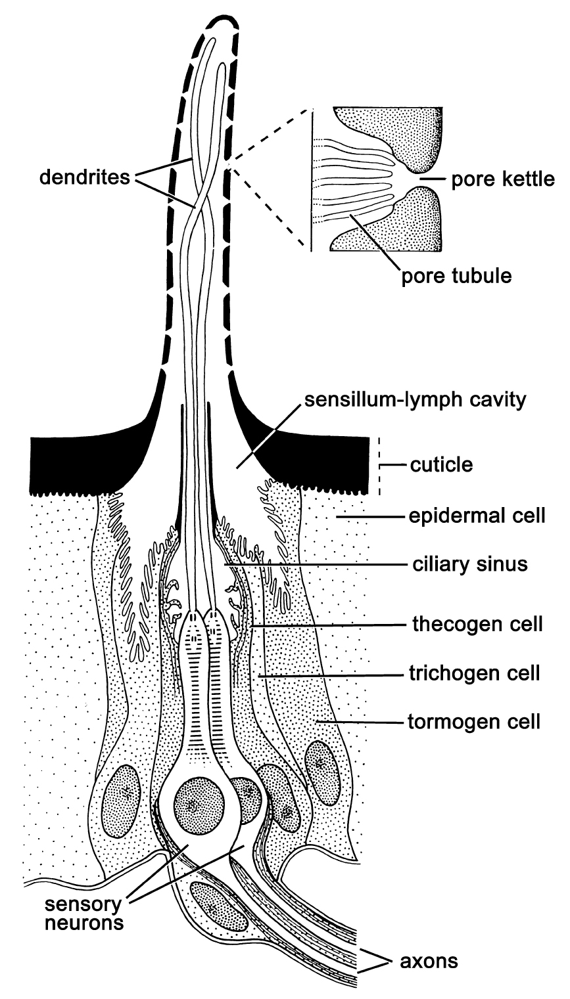 dendrites
pore kettle
pore tubule
sensillum-lymph cavity
cuticle
epidermal cell
ciliary sinus
thecogen cell
trichogen cell
tormogen cell
sensory
neurons
axons